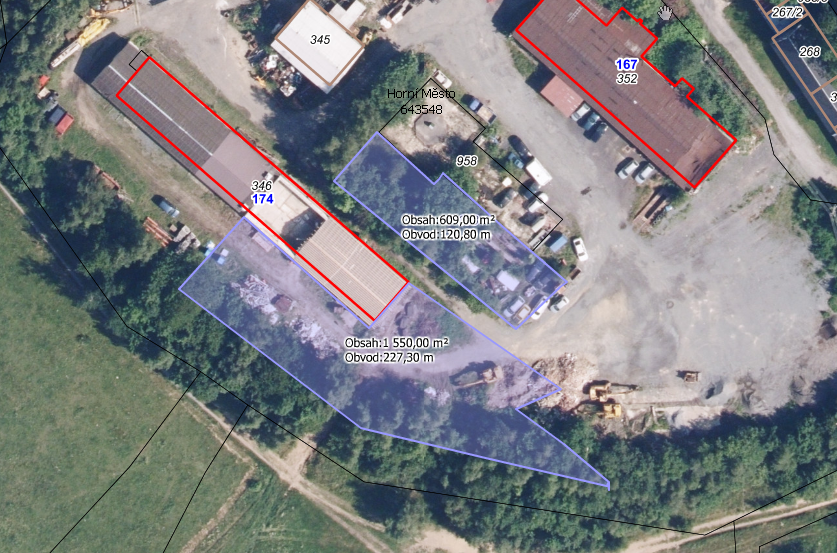 267/2
345
268
167
352
Horní Město
643548
958
346
174
Obsah:609,00 m²
Obvod:120,80 m
Obsah:1 550,00 m²
Obvod:227,30 m